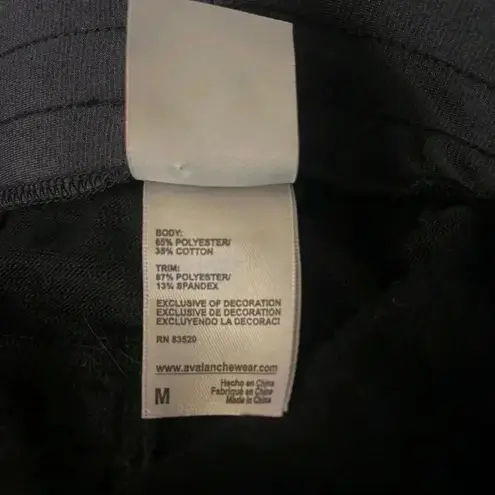 BODY:
65% POLYESTER/
35% COTTON
TRIM:
87% POLYESTER/
13% SPANDEX
EXCLUSIVE OF DECORATION
EXCLUSIVE DE DECORATION
EXCLUYENDO LA DECORACI
RN 83520
www.avalanchewear.com
Hecho en China
M Fabrique en Chine
Made in China